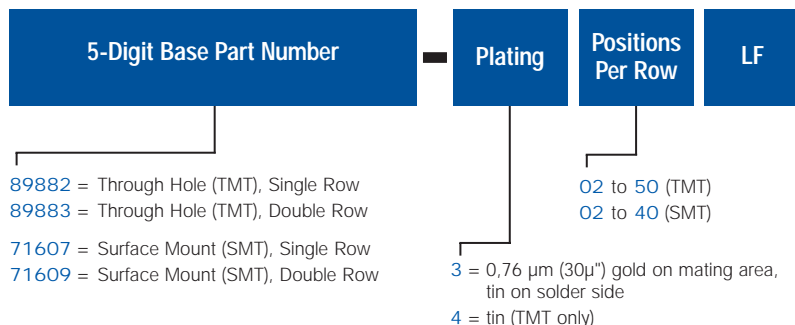 5-Digit Base Part Number
Plating
Positions
Per Row
LF
89882 = Through Hole (TMT), Single Row
89883 = Through Hole (TMT), Double Row
71607 = Surface Mount (SMT), Single Row
71609 = Surface Mount (SMT), Double Row
02 to 50 (TMT)
02 to 40 (SMT)
3 = 0,76 µm (30µ") gold on mating area,
tin on solder side
4 = tin (TMT only)